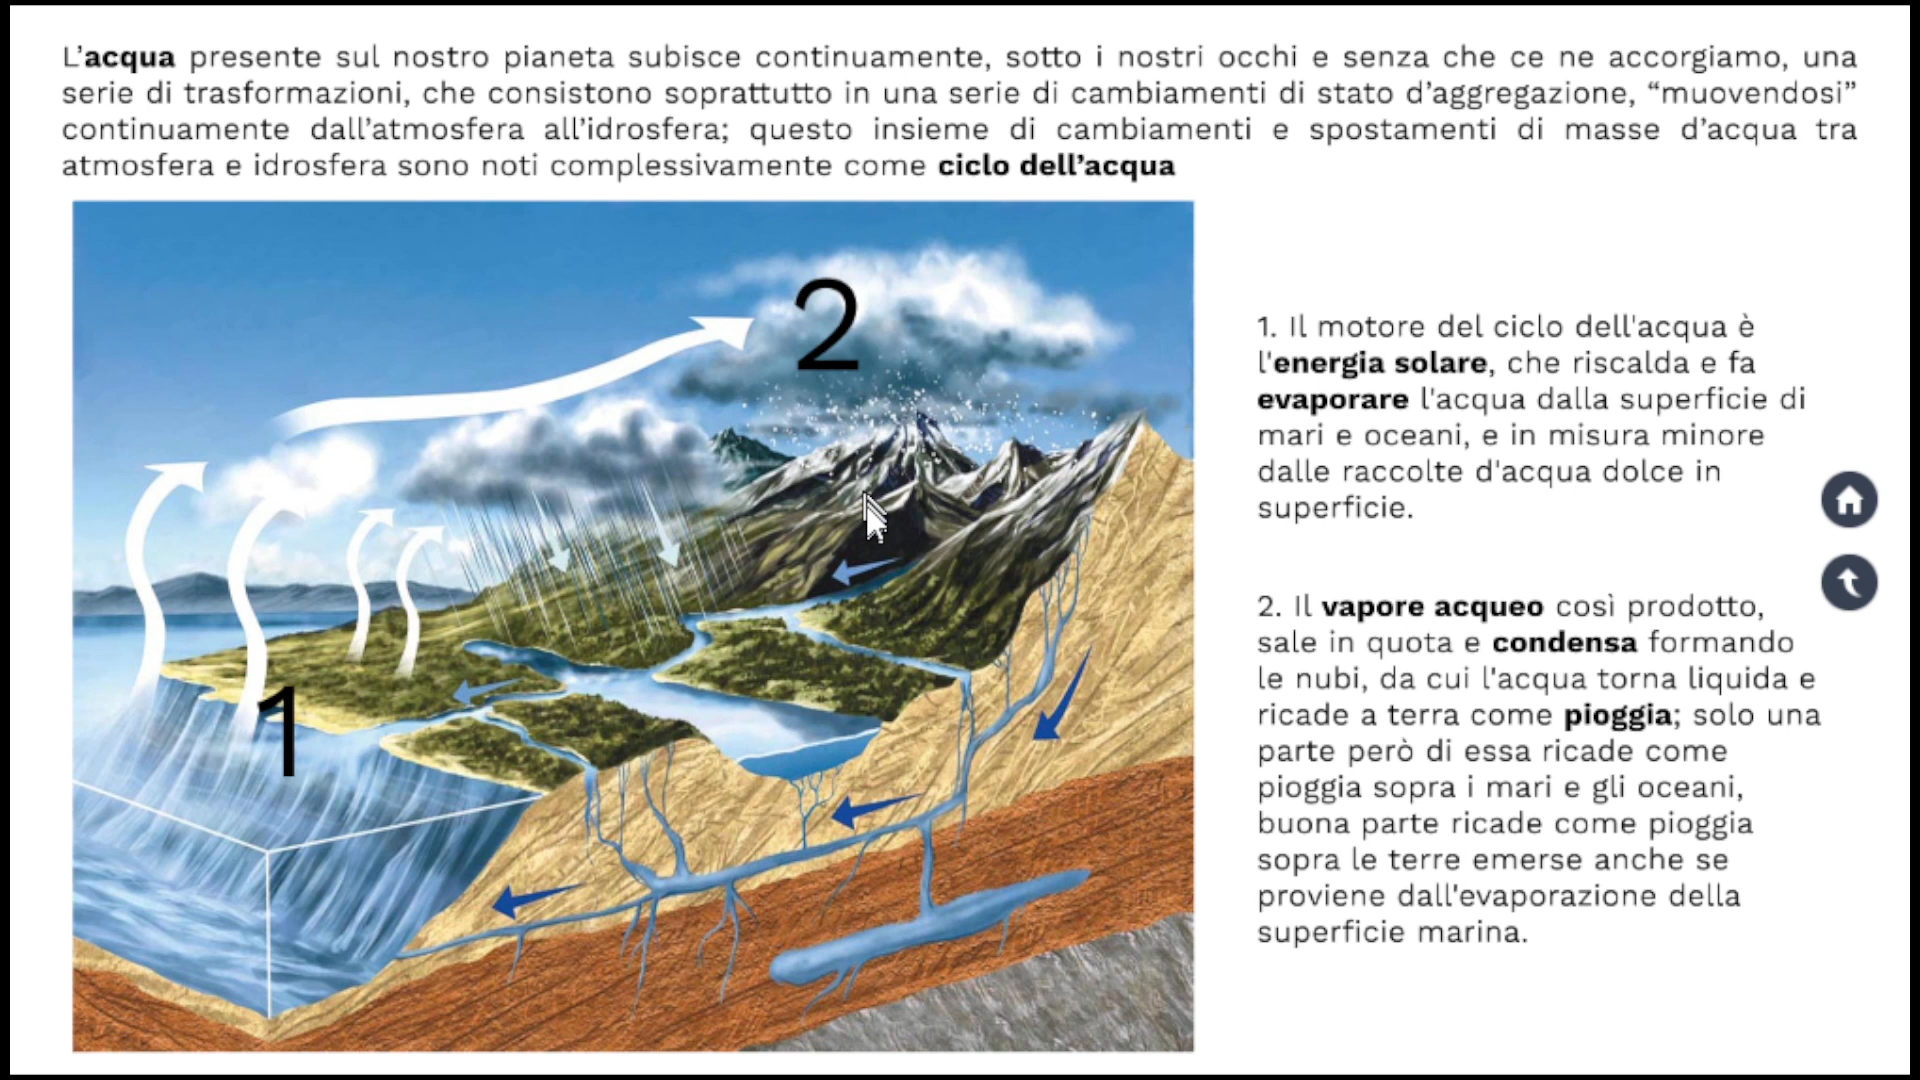 L’acqua presente sul nostro pianeta subisce continuamente, sotto i nostri occhi e senza che ce ne accorgiamo, una
serie di trasformazioni, che consistono soprattutto in una serie di cambiamenti di stato d’aggregazione, “muovendosi”
continuamente dall’atmosfera all’idrosfera; questo insieme di cambiamenti e spostamenti di masse d’acqua tra
atmosfera e idrosfera sono noti complessivamente come ciclo dell’acqua
2
1
1. Il motore del ciclo dell'acqua è
l'energia solare, che riscalda e fa
evaporare l'acqua dalla superficie di
mari e oceani, e in misura minore
dalle raccolte d'acqua dolce in
superficie.
2. Il vapore acqueo così prodotto,
sale in quota e condensa formando
le nubi, da cui l'acqua torna liquida e
ricade a terra come pioggia; solo una
parte però di essa ricade come
pioggia sopra i mari e gli oceani,
buona parte ricade come pioggia
sopra le terre emerse anche se
proviene dall'evaporazione della
superficie marina.